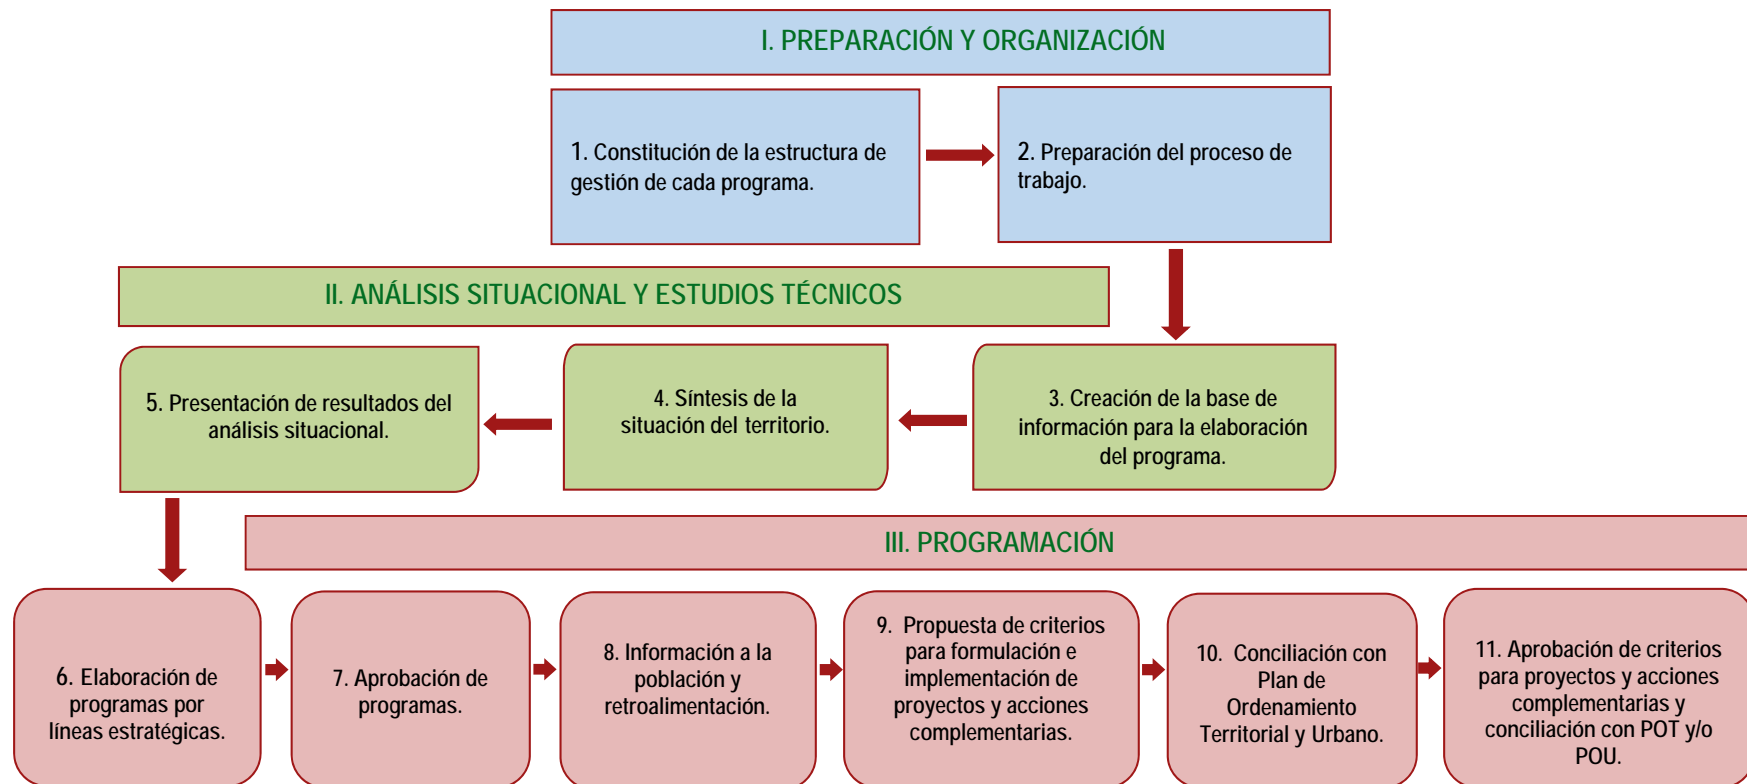 I. PREPARACIÓN Y ORGANIZACIÓN
1. Constitución de la estructura de
gestión de cada programa.
2. Preparación del proceso de
trabajo.
II. ANÁLISIS SITUACIONAL Y ESTUDIOS TÉCNICOS
5. Presentación de resultados del
análisis situacional.
4. Síntesis de la
situación del territorio.
3. Creación de la base de
información para la elaboración
del programa.
III. PROGRAMACIÓN
6. Elaboración de
programas por
líneas estratégicas.
7. Aprobación de
programas.
8. Información a la
población y
retroalimentación.
9. Propuesta de criterios
para formulación e
implementación de
proyectos y acciones
complementarias.
10. Conciliación con
Plan de
Ordenamiento
Territorial y Urbano.
11. Aprobación de criterios
para proyectos y acciones
complementarias y
conciliación con POT y/o
POU.